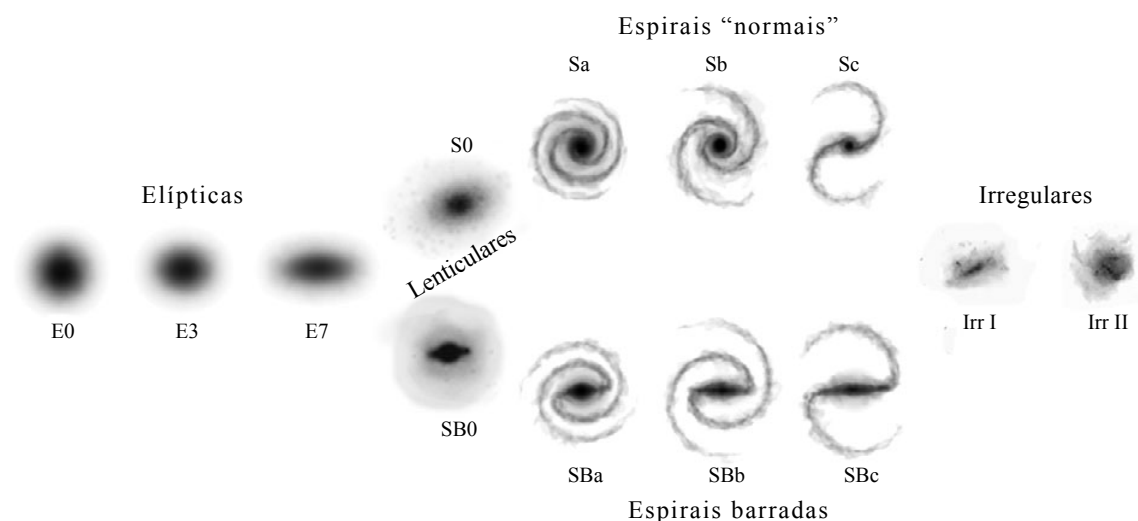 Espirais “normais”
Sa Sb Sc
S0
Elípticas
Irregulares
Lenticulares
E0 E3 E7
Irr I Irr II
SB0
SBa SBb SBc
Espirais barradas